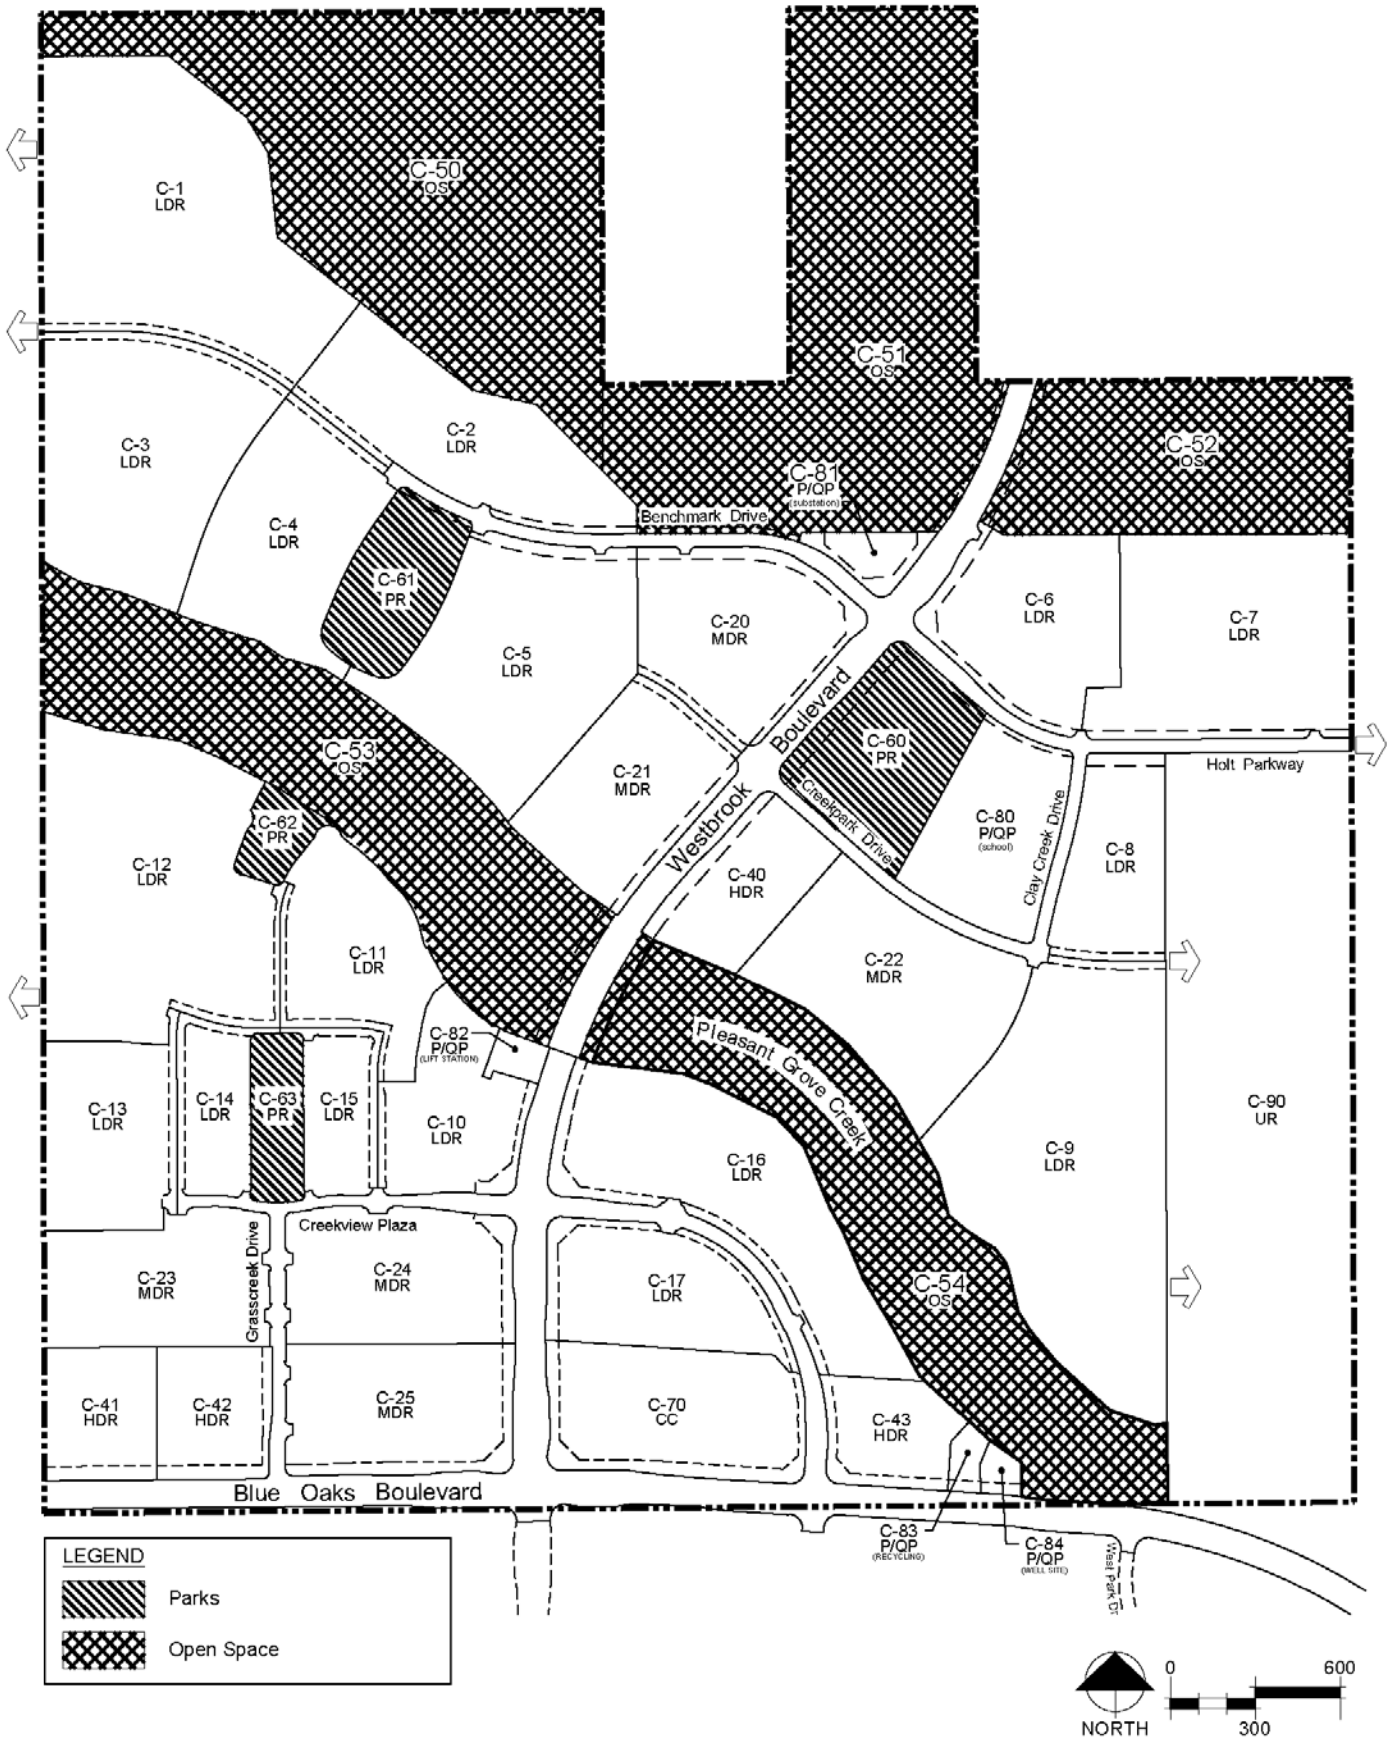 C-50
OS
C-1
LDR
C-51
OS
C-2
LDR
C-3
LDR
C-52
OS
C-81
P/QP
(substation)
Benchmark Drive
C-4
LDR
C-61
PR
C-6
LDR
C-20
MDR
C-7
LDR
C-5
LDR
Westbrook Boulevard
C-53
OS
C-60
PR
Holt Parkway
C-21
MDR
C-62
PR
Creekpark Drive
C-80
P/QP
(school)
Clay Creek Drive
C-12
LDR
C-8
LDR
C-40
HDR
C-11
LDR
C-22
MDR
C-82
P/QP
(LIFT STATION)
Pleasant Grove Creek
C-13
LDR
C-14
LDR
C-63
PR
C-15
LDR
C-10
LDR
C-90
UR
C-16
LDR
C-9
LDR
Creekview Plaza
Grasscreek Drive
C-23
MDR
C-24
MDR
C-17
LDR
C-54
OS
C-41
HDR
C-42
HDR
C-25
MDR
C-70
CC
C-43
HDR
Blue Oaks Boulevard
C-83
P/QP
(RECYCLING)
C-84
P/QP
(WELL SITE)
West Park Dr
LEGEND
Parks
Open Space
NORTH
0
600
300